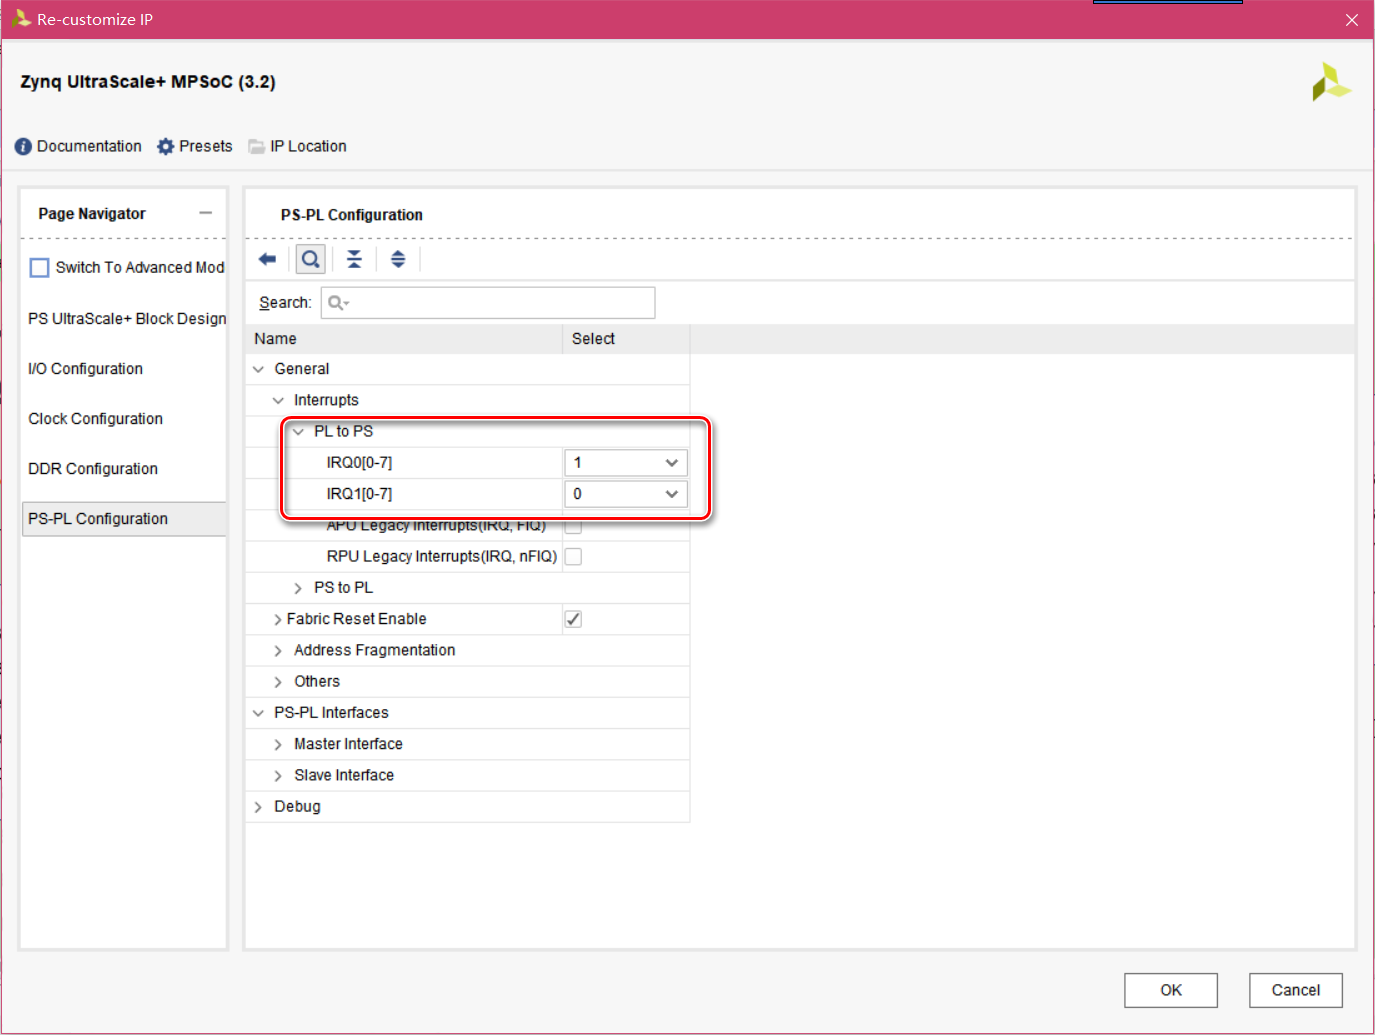 Re-customize IP
Zynq UltraScale+ MPSoC (3.2)
Documentation Presets IP Location
Page Navigator
Switch To Advanced Mod
PS UltraScale+ Block Design
I/O Configuration
Clock Configuration
DDR Configuration
PS-PL Configuration
PS-PL Configuration
Search:
Name Select
General
Interrupts
PL to PS
IRQ0[0-7] 1
IRQ1[0-7] 0
APU Legacy Interrupts(IRQ, FIQ)
RPU Legacy Interrupts(IRQ, nFIQ)
PS to PL
Fabric Reset Enable
Address Fragmentation
Others
PS-PL Interfaces
Master Interface
Slave Interface
Debug
OK Cancel